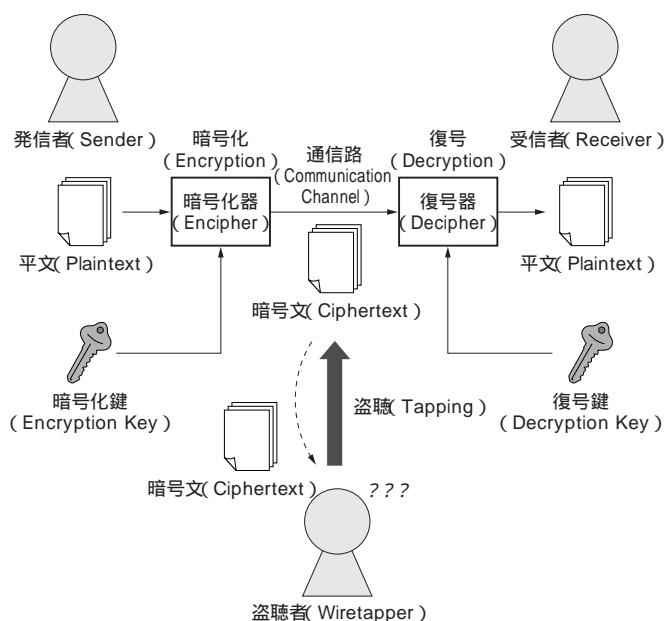 発信者(Sender)
暗号化
(Encryption)
通信路
(Communication
Channel)
復号
(Decryption)
受信者(Receiver)
暗号化器
(Encipher)
復号器
(Decipher)
平文(Plaintext)
平文(Plaintext)
暗号文(Ciphertext)
暗号化鍵
(Encryption Key)
盗聴(Tapping)
復号鍵
(Decryption Key)
暗号文(Ciphertext)
???
盗聴者(Wiretapper)